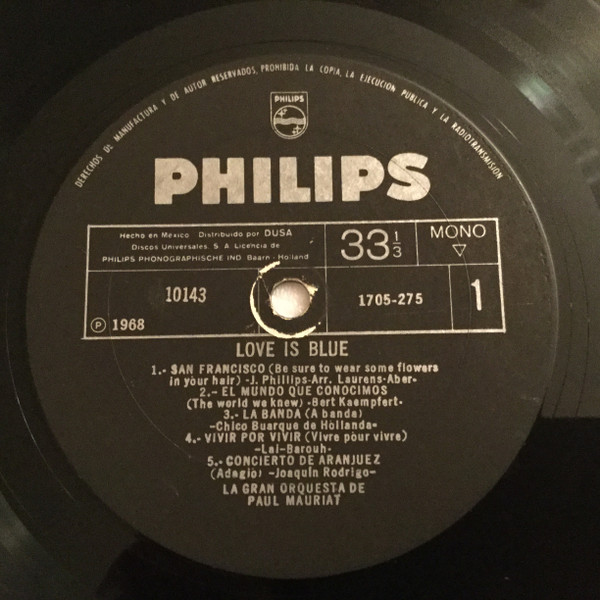 DERECHOS DE MANUFACTURA Y DE AUTOR RESERVADOS, PROHIBIDA LA COPIA, LA EJECUCION PUBLICA Y LA RADIOTRANSMISION
PHILIPS
PHILIPS
Hecho en Mexico Distribuido por DUSA
Discos Universales. S A Licencia de
PHILIPS PHONOGRAPHISCHE IND Baarn - Holland
33 1/3
MONO
10143
1705-275
1
Ⓟ 1968
LOVE IS BLUE
1.- SAN FRANCISCO (Be sure to wear some flowers
in your hair) -J. Phillips-Arr. Laurens-Aber-
2.- EL MUNDO QUE CONOCIMOS
(The world we knew) -Bert Kaempfert-
3.- LA BANDA (A banda)
-Chico Buarque de Hollanda-
4.- VIVIR POR VIVIR (Vivre pour vivre)
-Lai-Barouh-
5.- CONCIERTO DE ARANJUEZ
(Adagio) -Joaquin Rodrigo-
LA GRAN ORQUESTA DE
PAUL MAURIAT